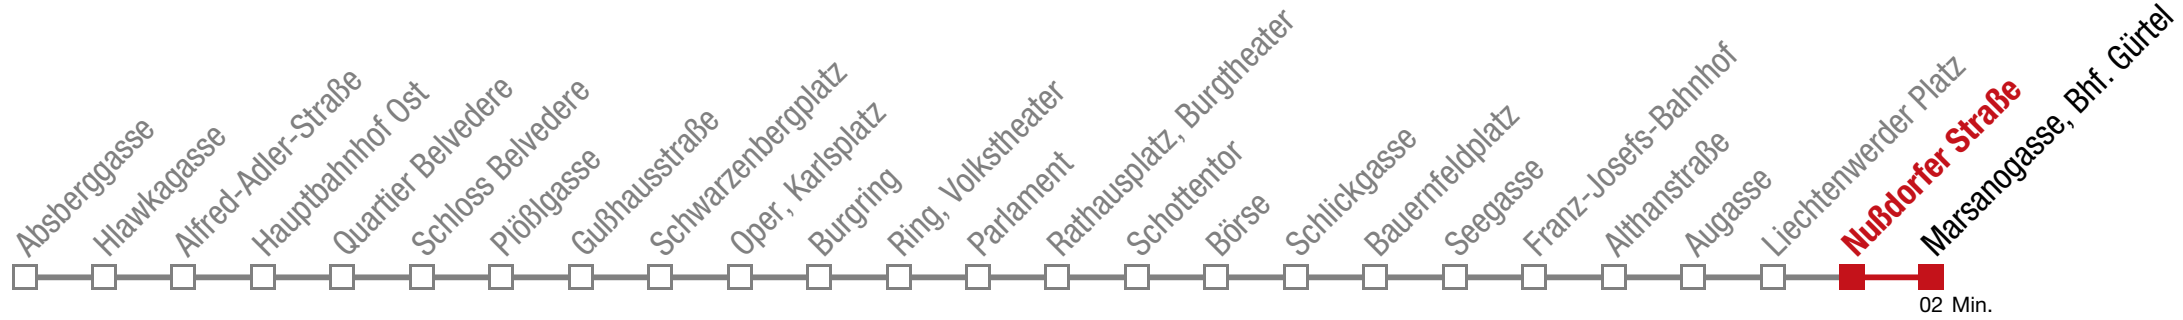 Absberggasse
Hlawkagasse
Alfred-Adler-Straße
Hauptbahnhof Ost
Quartier Belvedere
Schloss Belvedere
Plößlgasse
Gußhausstraße
Schwarzenbergplatz
Oper, Karlsplatz
Burgring
Ring, Volkstheater
Parlament
Rathausplatz, Burgtheater
Schottentor
Börse
Schlickgasse
Bauernfeldplatz
Seegasse
Franz-Josefs-Bahnhof
Althanstraße
Augasse
Liechtenwerder Platz
Nußdorfer Straße
Marsanogasse, Bhf. Gürtel
02 Min.